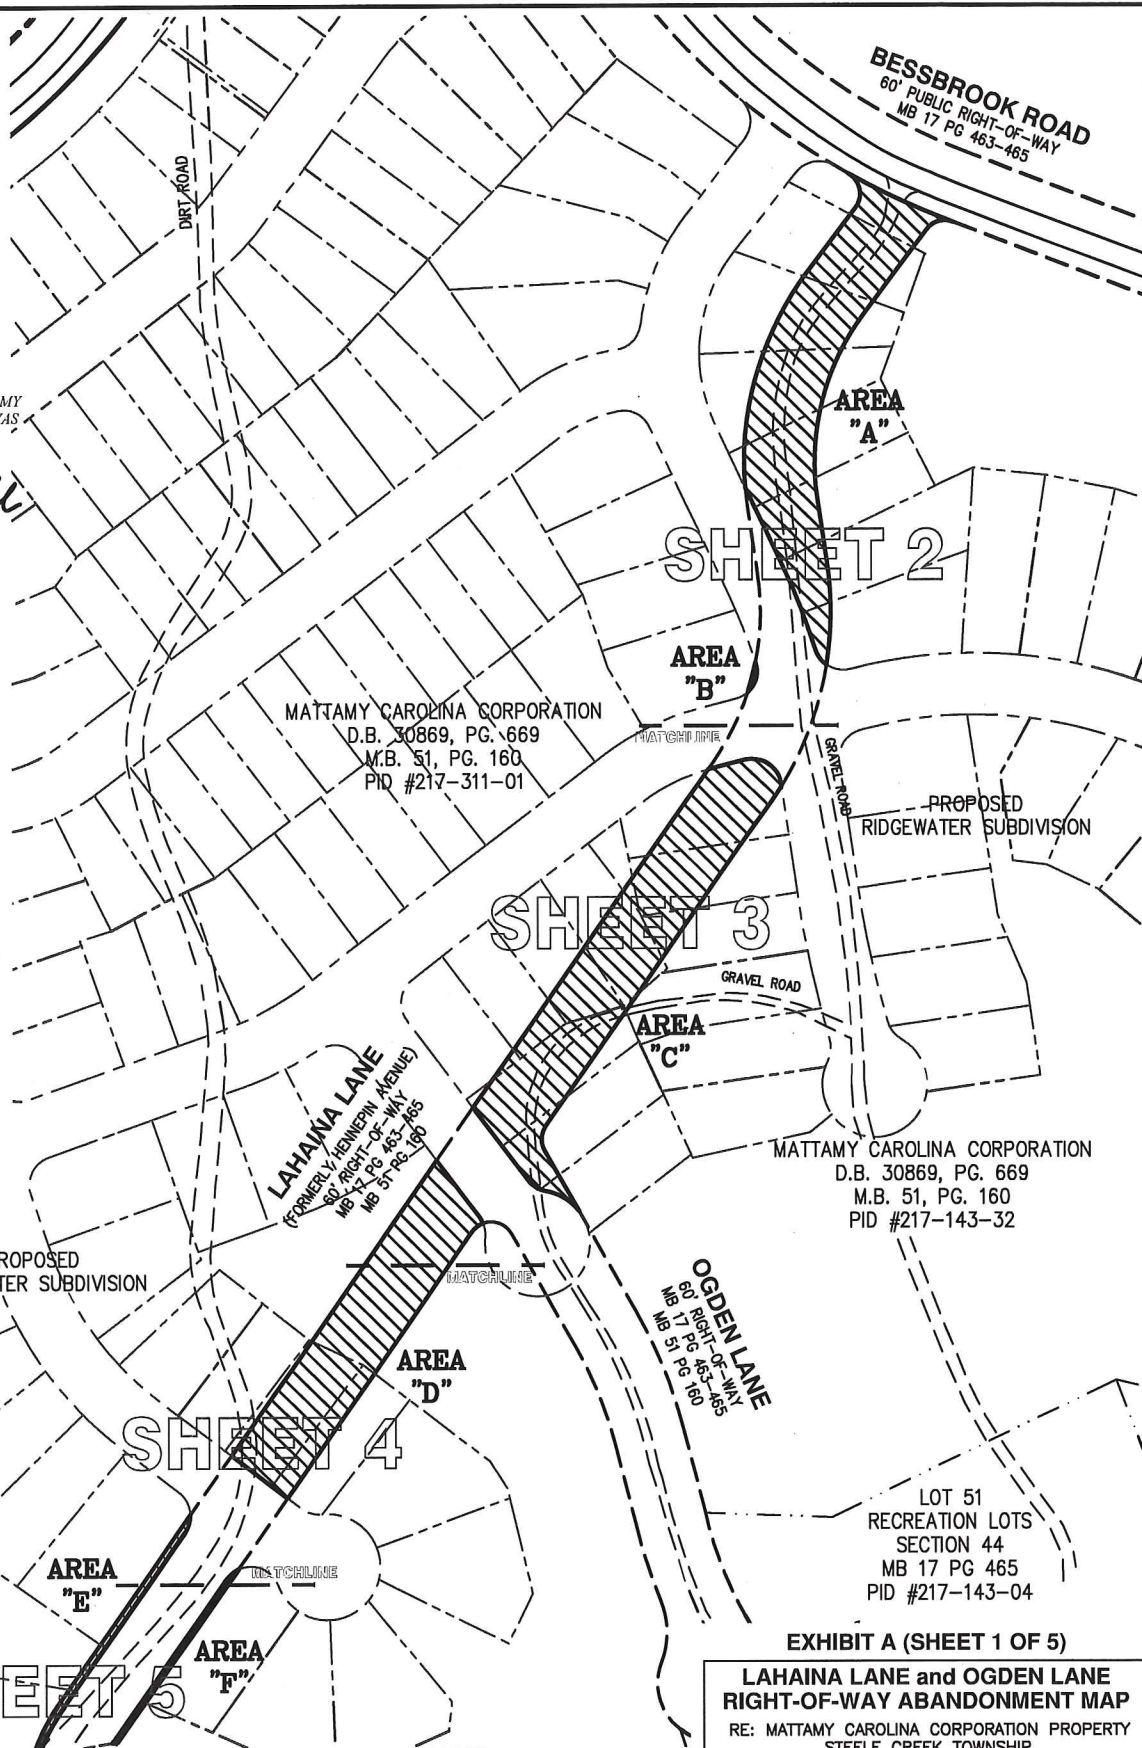 BESSBROOK ROAD
60' PUBLIC RIGHT-OF-WAY
MB 17 PG 463-465
DIRT ROAD
MY
AREA
"A"
SHEET 2
AREA
"B"
MATTAMY CAROLINA CORPORATION
D.B. 30869, PG. 669
M.B. 51, PG. 160
PID #217-311-01
MATCHLINE
GRAVEL ROAD
PROPOSED
RIDGEWATER SUBDIVISION
SHEET 3
GRAVEL ROAD
AREA
"C"
LAHAINA LANE
(FORMERLY HENNEPIN AVENUE)
60' RIGHT-OF-WAY
MB 17 PG 463-465
MB 51 PG 160
MATTAMY CAROLINA CORPORATION
D.B. 30869, PG. 669
M.B. 51, PG. 160
PID #217-143-32
ROPOSED
TER SUBDIVISION
MATCHLINE
OGDEN LANE
60' RIGHT-OF-WAY
MB 17 PG 463-465
MB 51 PG 160
AREA
"D"
SHEET 4
LOT 51
RECREATION LOTS
SECTION 44
MB 17 PG 465
PID #217-143-04
AREA
"E"
MATCHLINE
AREA
"F"
EET 5
EXHIBIT A (SHEET 1 OF 5)
LAHAINA LANE and OGDEN LANE
RIGHT-OF-WAY ABANDONMENT MAP
RE: MATTAMY CAROLINA CORPORATION PROPERTY
STEELE CREEK TOWNSHIP